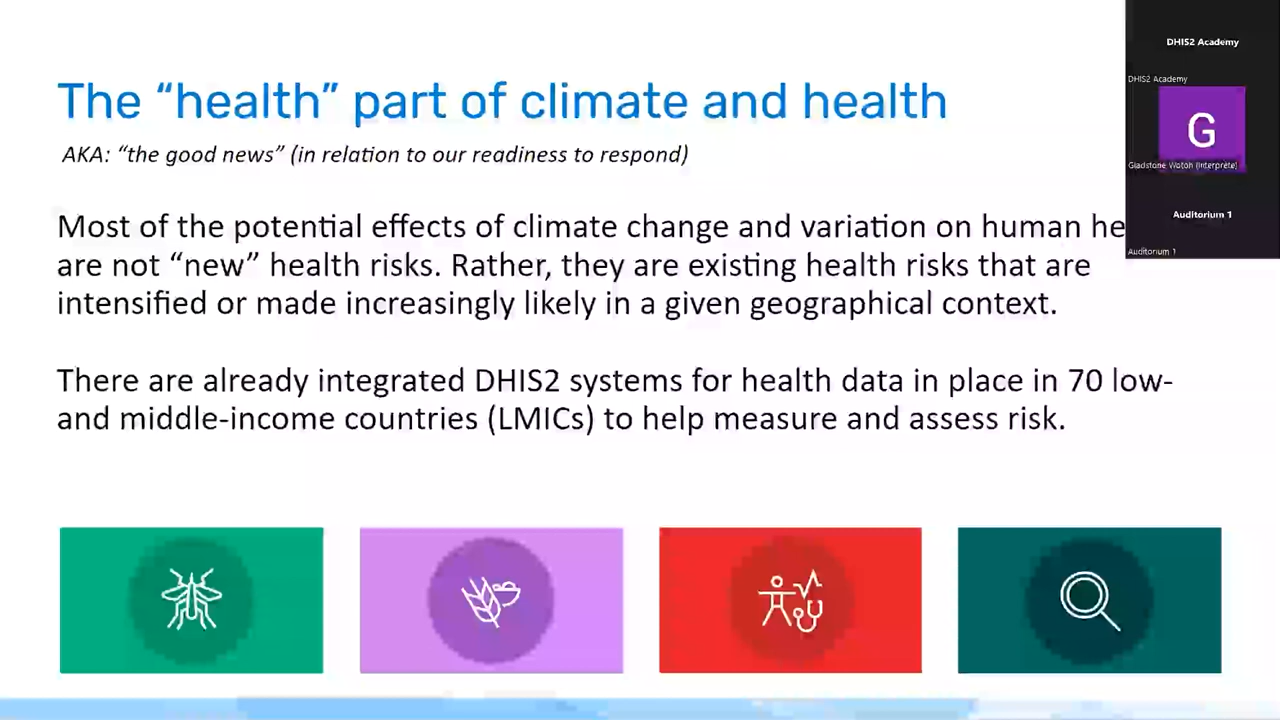 The “health” part of climate and health
AKA: “the good news” (in relation to our readiness to respond)
Most of the potential effects of climate change and variation on human he
are not “new” health risks. Rather, they are existing health risks that are
intensified or made increasingly likely in a given geographical context.
There are already integrated DHIS2 systems for health data in place in 70 low-
and middle-income countries (LMICs) to help measure and assess risk.
DHIS2 Academy
DHIS2 Academy
G
Gladstone Wotoh (Interprète)
Auditorium 1
Auditorium 1